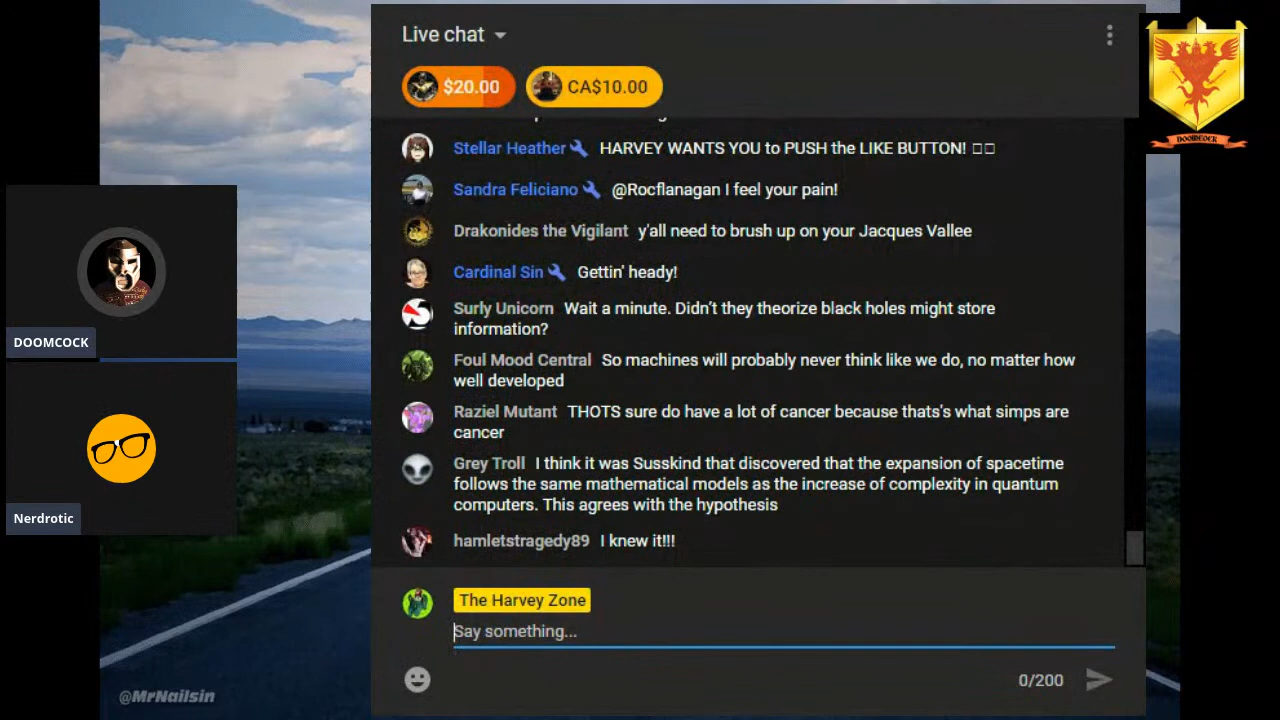 Live chat
$20.00
CA$10.00
DOOMCOCK
Stellar Heather HARVEY WANTS YOU to PUSH the LIKE BUTTON! □□
Sandra Feliciano @Rocflanagan I feel your pain!
Drakonides the Vigilant y'all need to brush up on your Jacques Vallee
Cardinal Sin Gettin' heady!
Surly Unicorn Wait a minute. Didn't they theorize black holes might store
information?
Foul Mood Central So machines will probably never think like we do, no matter how
well developed
Raziel Mutant THOTS sure do have a lot of cancer because thats's what simps are
cancer
Grey Troll I think it was Susskind that discovered that the expansion of spacetime
follows the same mathematical models as the increase of complexity in quantum
computers. This agrees with the hypothesis
hamletstragedy89 I knew it!!!
The Harvey Zone
Say something...
0/200
DOOMCOCK
Nerdrotic
@MrNailsin